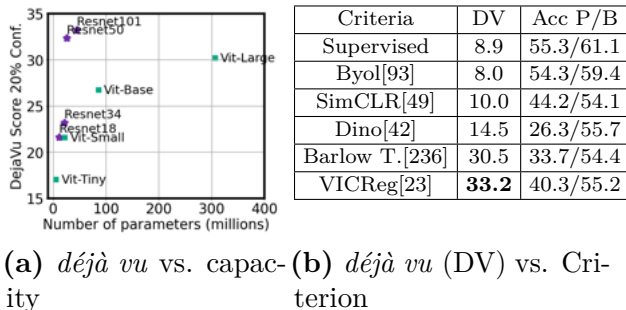 35
30
25
20
15
DejaVu Score 20% Conf.
Resnet101
Resnet50
Vit-Large
Vit-Base
Resnet34
Resnet18
Vit-Small
Vit-Tiny
0 100 200 300 400
Number of parameters (millions)
Criteria DV Acc P/B
Supervised 8.9 55.3/61.1
Byol[93] 8.0 54.3/59.4
SimCLR[49] 10.0 44.2/54.1
Dino[42] 14.5 26.3/55.7
Barlow T.[236] 30.5 33.7/54.4
VICReg[23] 33.2 40.3/55.2
(a) déjà vu vs. capac-
ity
(b) déjà vu (DV) vs. Cri-
terion